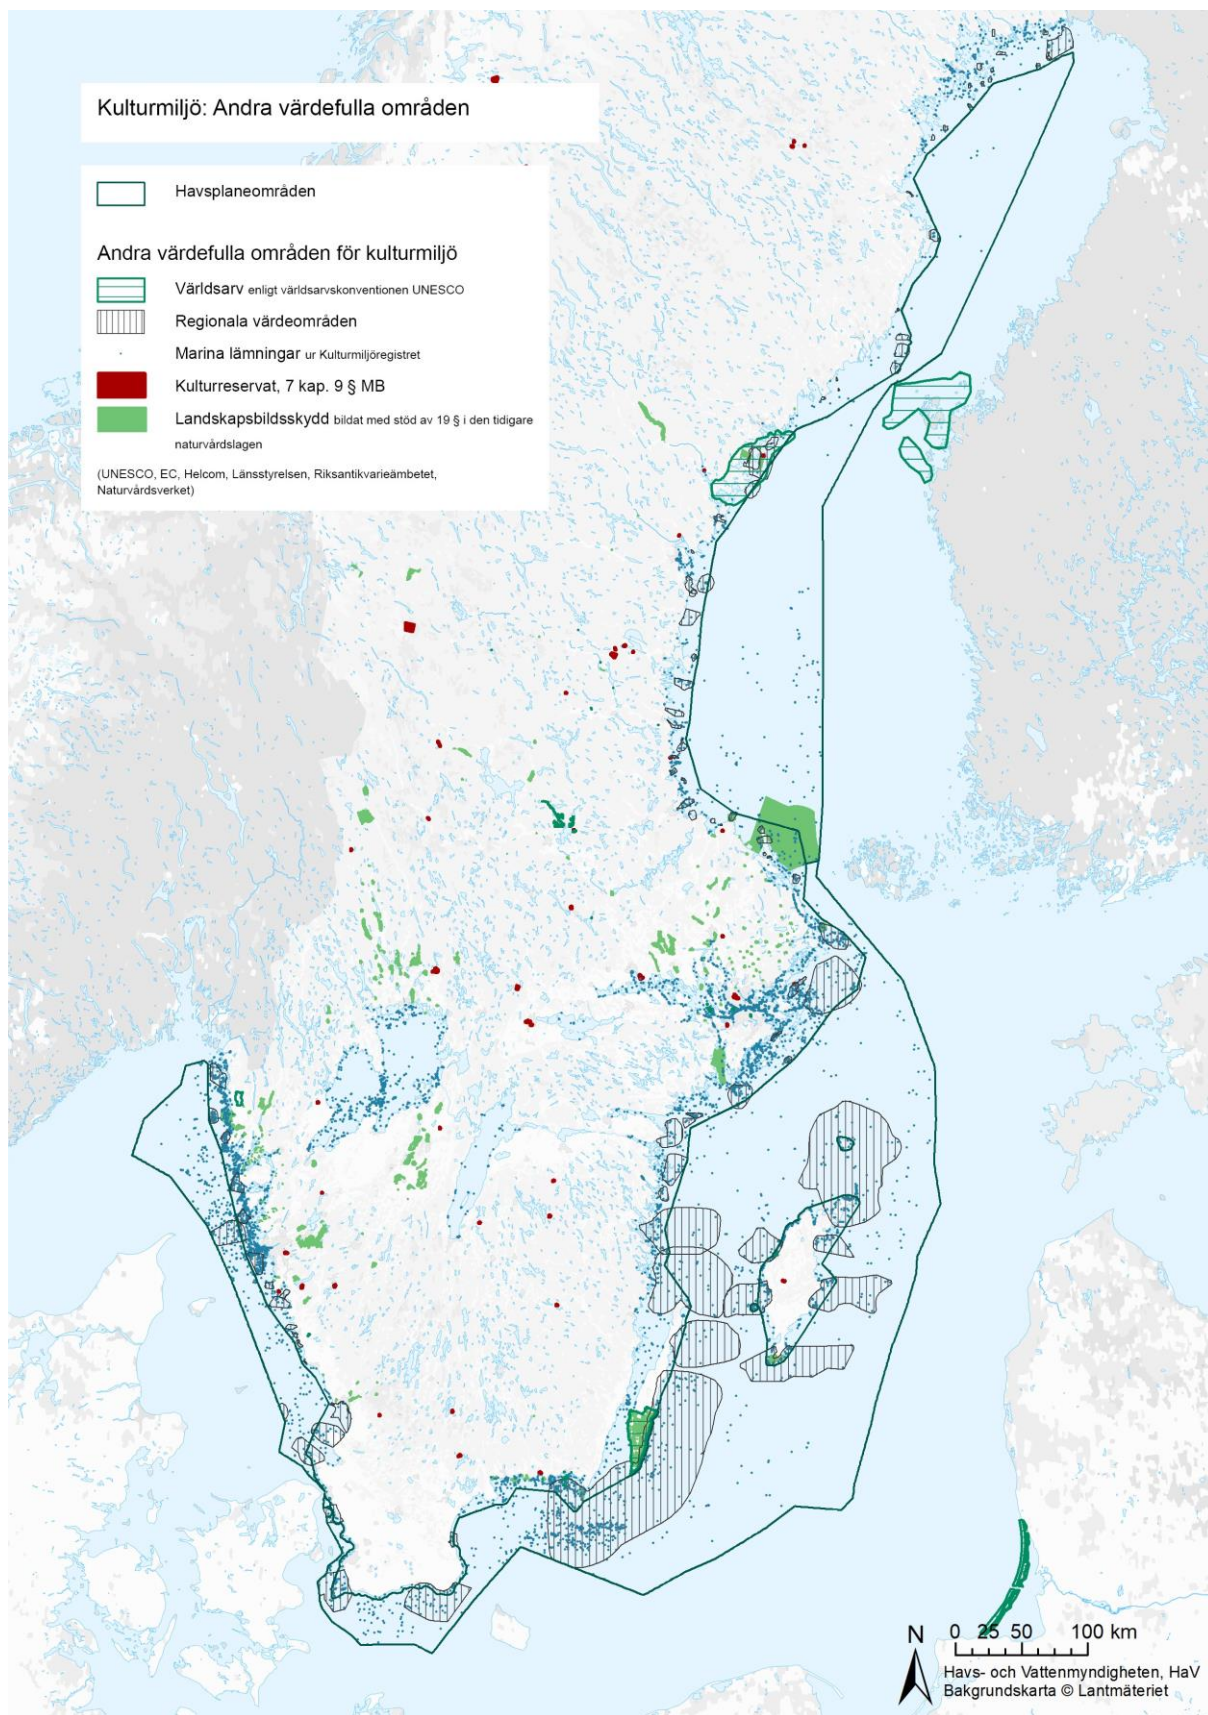 Kulturmiljö: Andra värdefulla områden
Havsplaneområden
Andra värdefulla områden för kulturmiljö
Världsarv enligt världsarvskonventionen UNESCO
Regionala värdeområden
Marina lämningar ur Kulturmiljöregistret
Kulturreservat, 7 kap. 9 § MB
Landskapsbildsskydd bildat med stöd av 19 § i den tidigare
naturvårdslagen
(UNESCO, EC, Helcom, Länsstyrelsen, Riksantikvarieämbetet,
Naturvårdsverket)
N
0 25 50 100 km
Havs- och Vattenmyndigheten, HaV
Bakgrundskarta © Lantmäteriet